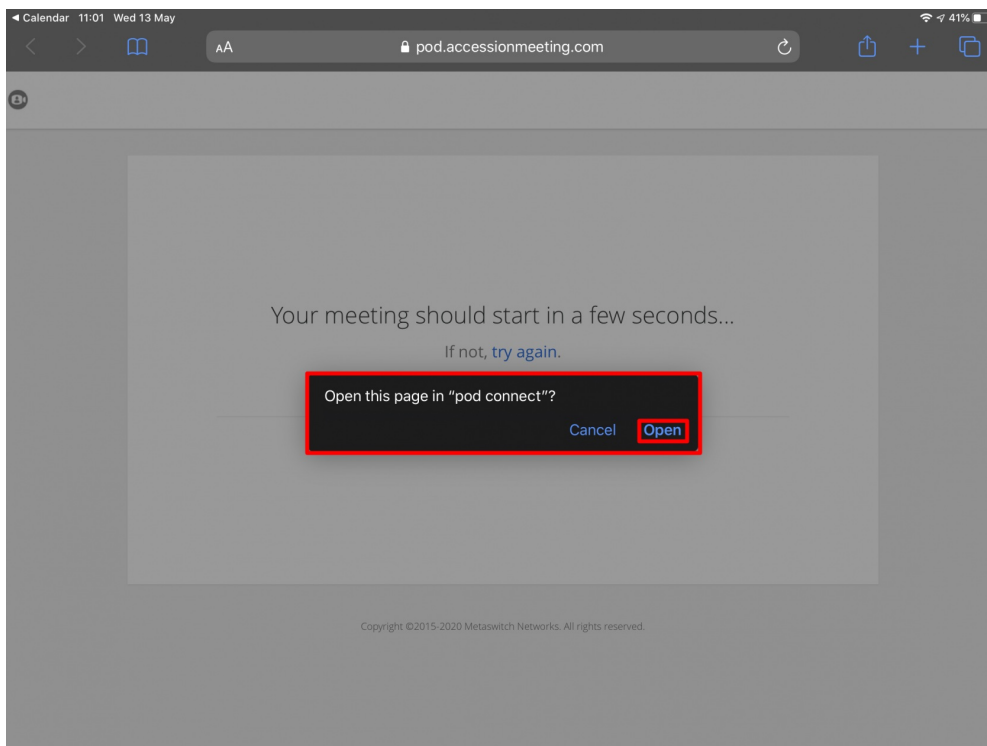 Calendar 11:01 Wed 13 May 41%
AA pod.accessionmeeting.com
Your meeting should start in a few seconds...
If not, try again.
Open this page in "pod connect"?
Cancel Open
Copyright ©2015-2020 Metaswitch Networks. All rights reserved.